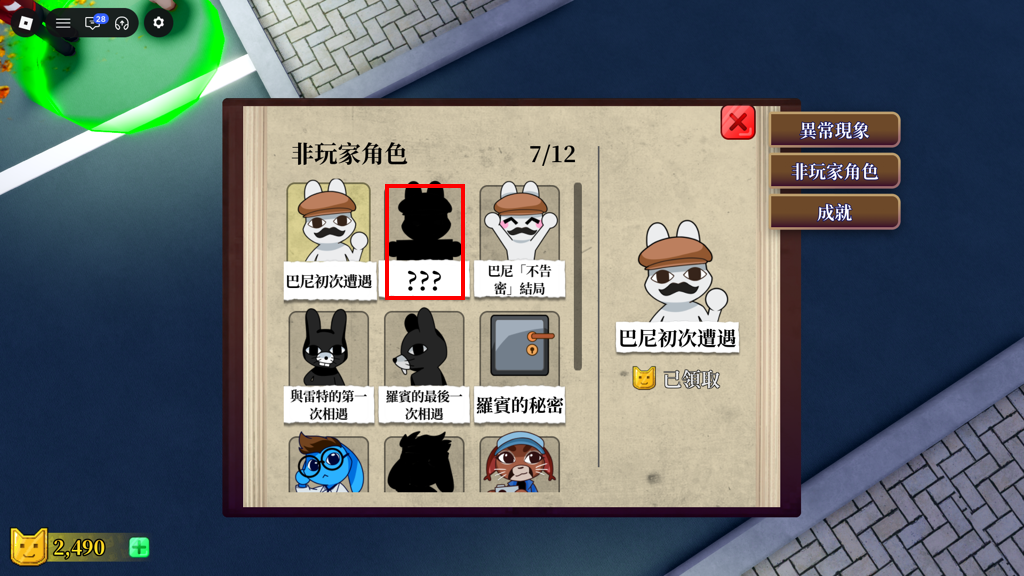 28
非玩家角色 7/12
巴尼初次遭遇
???
巴尼「不告
密」結局
與雷特的第一
次相遇
羅賓的最後一
次相遇
羅賓的秘密
巴尼初次遭遇
已領取
異常現象
非玩家角色
成就
2,490